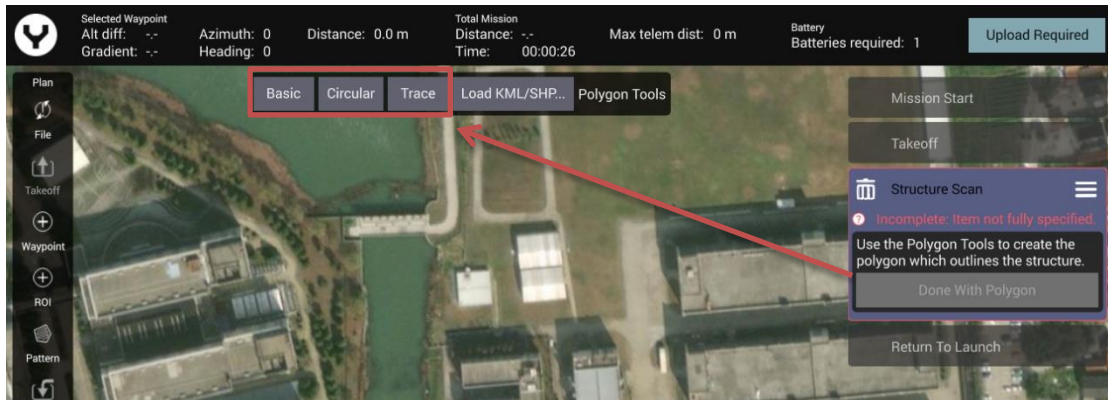 Selected Waypoint
Alt diff: -.- Azimuth: 0 Distance: 0.0 m
Gradient: -.- Heading: 0
Total Mission
Distance: -.- Max telem dist: 0 m
Time: 00:00:26
Battery
Batteries required: 1
Upload Required
Plan
File
Takeoff
Waypoint
ROI
Pattern
Basic Circular Trace Load KML/SHP... Polygon Tools
Mission Start
Takeoff
Structure Scan
? Incomplete: Item not fully specified.
Use the Polygon Tools to create the
polygon which outlines the structure.
Done With Polygon
Return To Launch